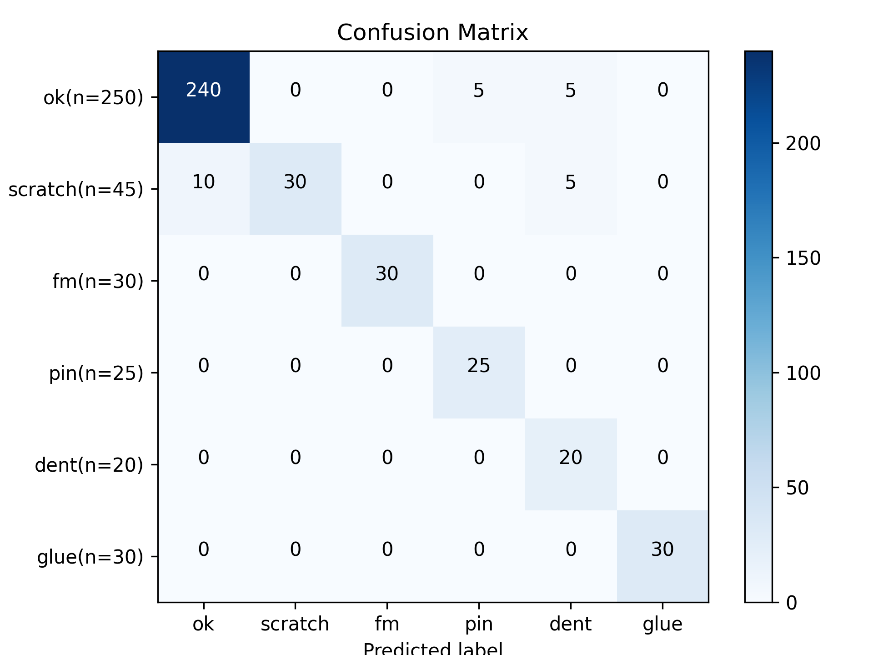 Confusion Matrix
ok(n=250) 240 0 0 5 5 0
scratch(n=45) 10 30 0 0 5 0
fm(n=30) 0 0 30 0 0 0
pin(n=25) 0 0 0 25 0 0
dent(n=20) 0 0 0 0 20 0
glue(n=30) 0 0 0 0 0 30
ok scratch fm pin dent glue
Predicted label
200
150
100
50
0